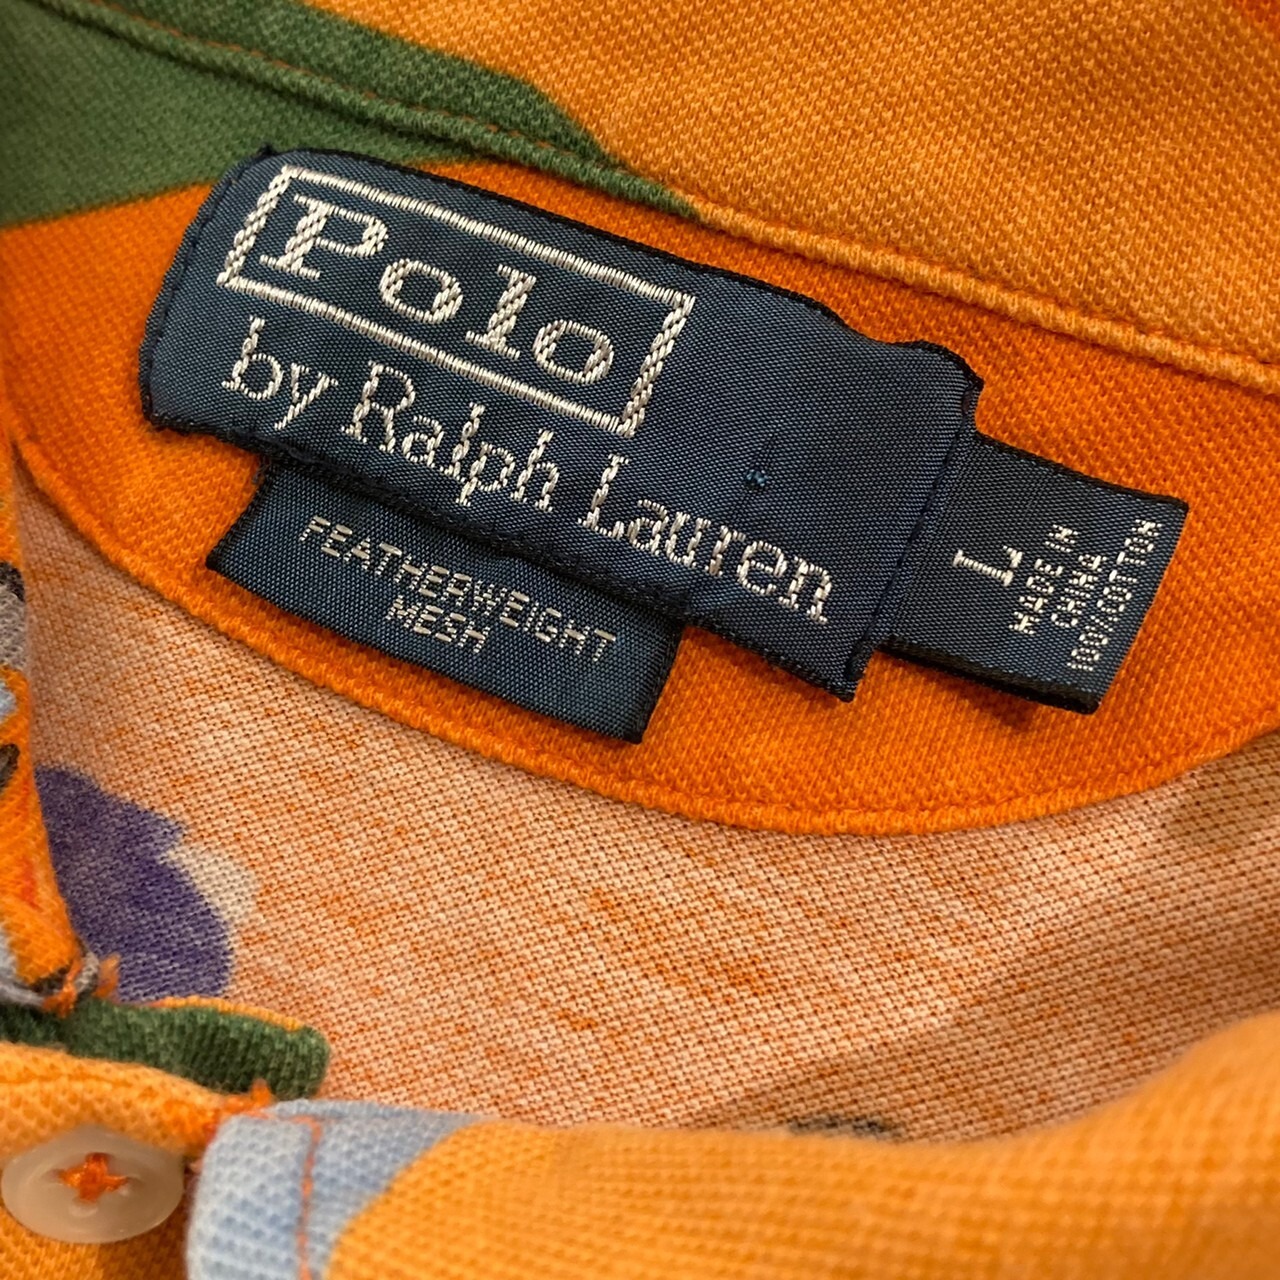 Polo
by Ralph Lauren
FEATHERWEIGHT
MESH
L
MADE IN
CHINA
100%COTTON